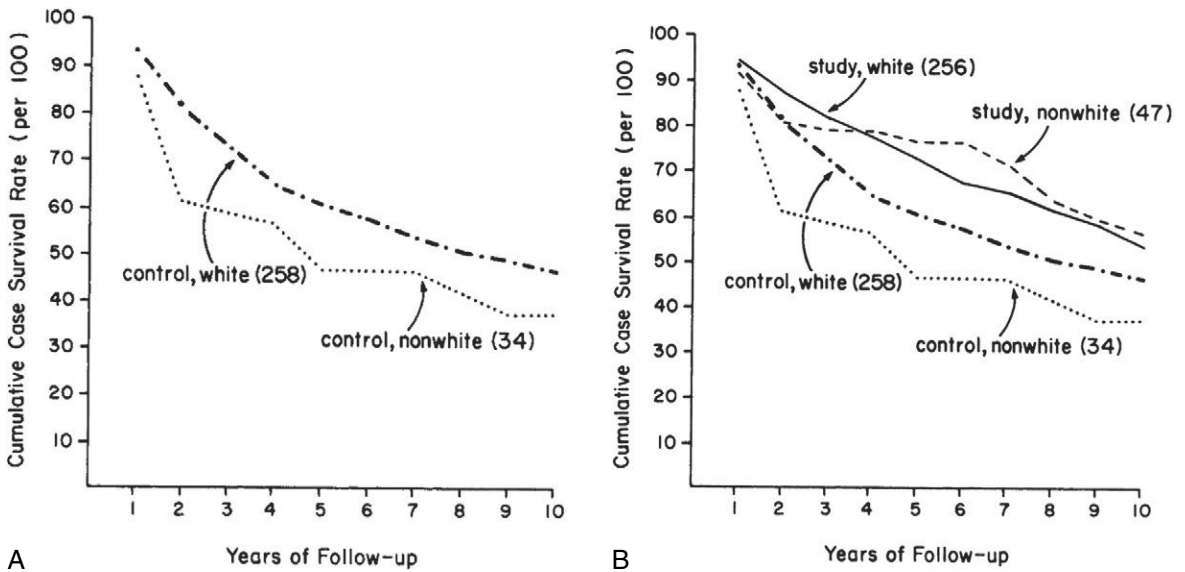 Cumulative Case Survival Rate (per 100)
100
90
80
70
60
50
40
30
20
10
control, white (258)
control, nonwhite (34)
1 2 3 4 5 6 7 8 9 10
Years of Follow-up
A
Cumulative Case Survival Rate (per 100)
100
90
80
70
60
50
40
30
20
10
study, white (256)
study, nonwhite (47)
control, white (258)
control, nonwhite (34)
1 2 3 4 5 6 7 8 9 10
Years of Follow-up
B